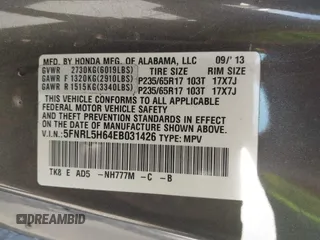 MFD. BY HONDA MFG. OF ALABAMA, LLC 09/'13
GVWR 2730KG(6019LBS) TIRE SIZE RIM SIZE
GAWR F 1320KG(2910LBS) P235/65R17 103T 17X7J
GAWR R 1515KG(3340LBS) P235/65R17 103T 17X7J
THIS VEHICLE CONFORMS TO ALL APPLICABLE
FEDERAL MOTOR VEHICLE SAFETY AND THEFT
PREVENTION STANDARDS IN EFFECT ON THE DATE
OF MANUFACTURE SHOWN ABOVE.
V.I.N.: 5FNRL5H64EB031426 TYPE: MPV
TK8 E AD5 -NH777M -C -B
DREAMBID.COM